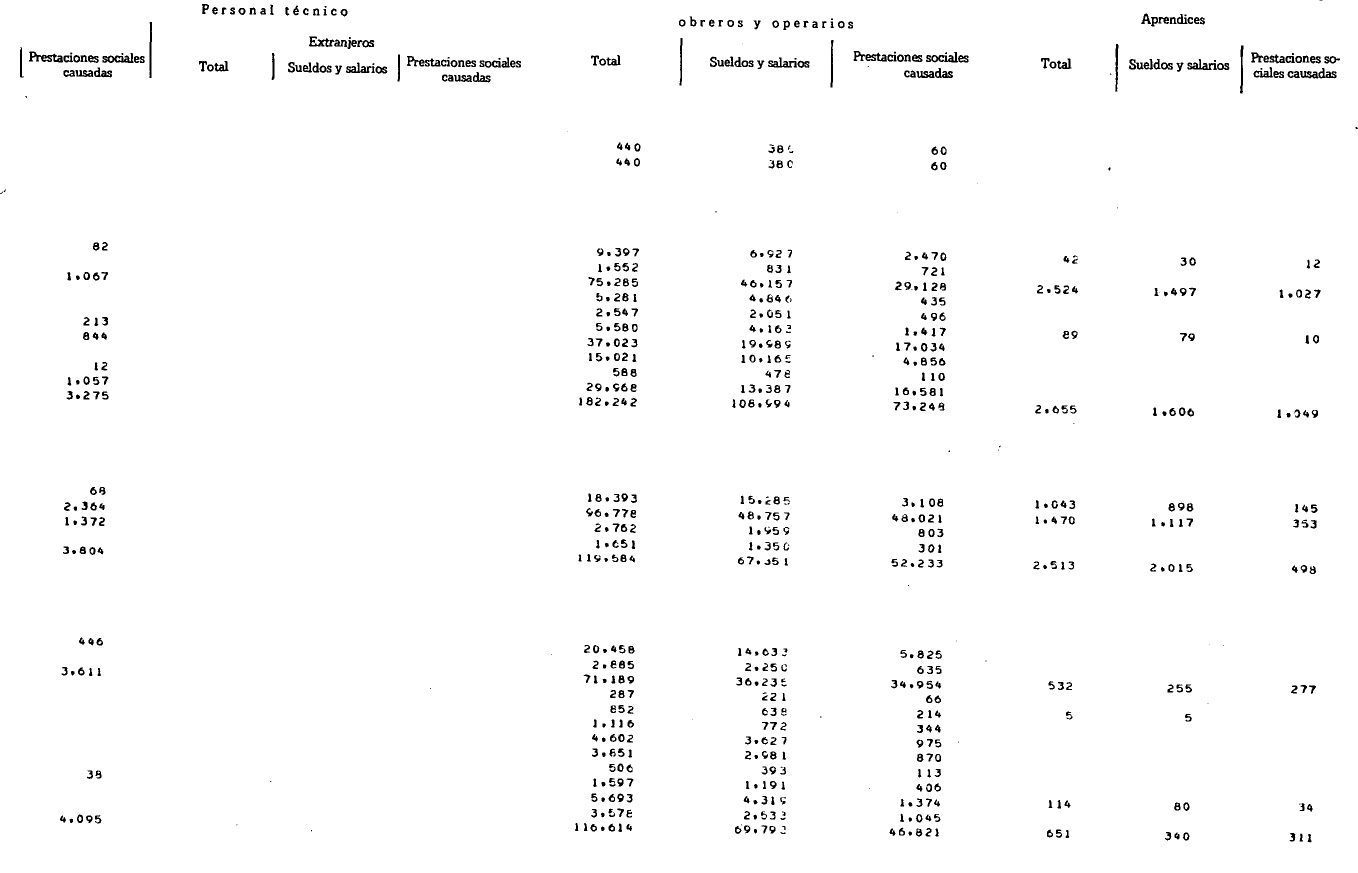 Personal técnico obreros y operarios Aprendices
Extranjeros
Prestaciones sociales causadas Total Sueldos y salarios Prestaciones sociales causadas Total Sueldos y salarios Prestaciones sociales causadas Total Sueldos y salarios Prestaciones so-
ciales causadas
440 380 60
440 380 60
82 9.397 6.927 2.470 42 30 12
1.552 831 721
1.067 75.285 46.157 29.128 2.524 1.497 1.027
5.281 4.846 435
2.547 2.051 496
213 5.580 4.163 1.417 89 79 10
844 37.023 19.989 17.034
15.021 10.165 4.856
12 588 478 110
1.057 29.968 13.387 16.581
3.275 182.242 108.994 73.248 2.655 1.606 1.049
68 18.393 15.285 3.108 1.043 898 145
2.364 96.778 48.757 48.021 1.470 1.117 353
1.372 2.762 1.959 803
1.651 1.350 301
3.804 119.584 67.351 52.233 2.513 2.015 498
446 20.458 14.633 5.825
2.885 2.250 635
3.611 71.189 36.235 34.954 532 255 277
287 221 66
852 638 214 5 5
1.116 772 344
4.602 3.627 975
3.851 2.981 870
506 393 113
38 1.597 1.191 406
5.693 4.319 1.374 114 80 34
3.578 2.533 1.045
4.095 116.614 69.793 46.821 651 340 311